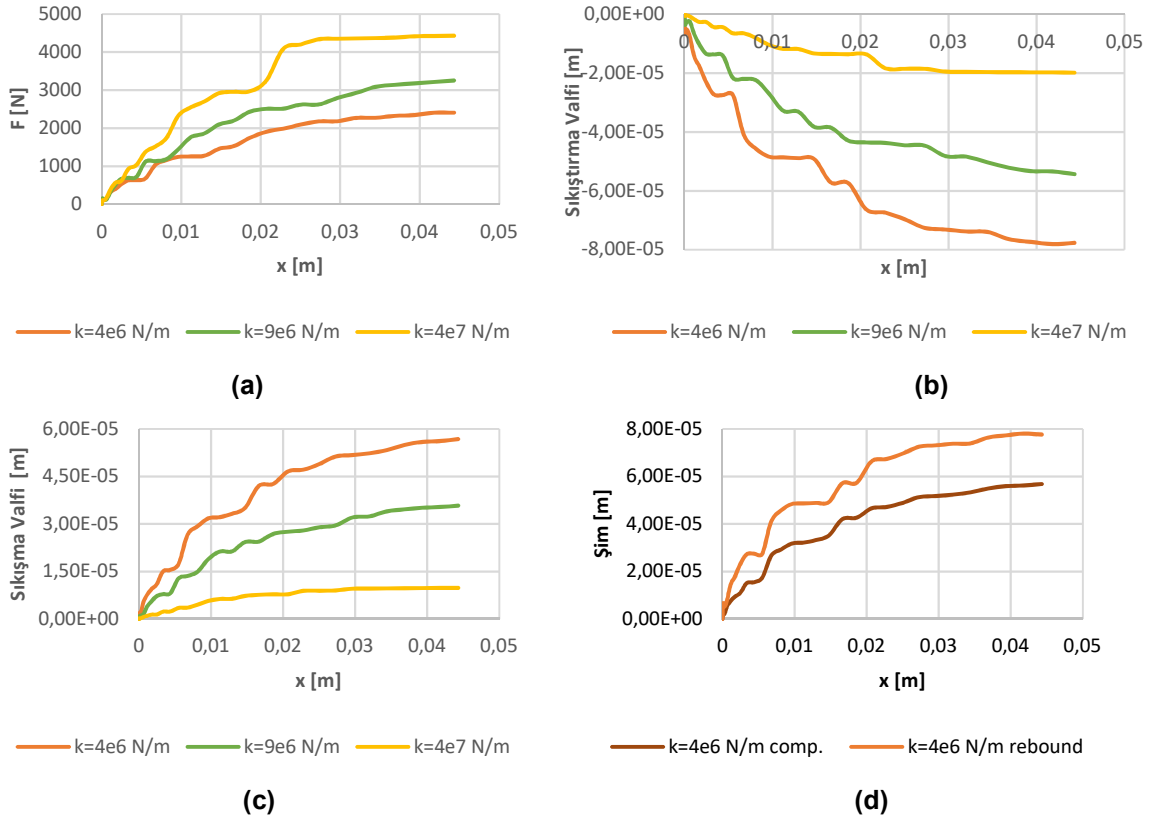 5000
4000
3000
2000
1000
0
F [N]
0 0,01 0,02 0,03 0,04 0,05
x [m]
k=4e6 N/m k=9e6 N/m k=4e7 N/m
(a)
0,00E+00
-2,00E-05
-4,00E-05
-6,00E-05
-8,00E-05
Sıkıştırma Valfi [m]
0 0,01 0,02 0,03 0,04 0,05
x [m]
k=4e6 N/m k=9e6 N/m k=4e7 N/m
(b)
6,00E-05
4,50E-05
3,00E-05
1,50E-05
0,00E+00
Sıkışma Valfi [m]
0 0,01 0,02 0,03 0,04 0,05
x [m]
k=4e6 N/m k=9e6 N/m k=4e7 N/m
(c)
8,00E-05
6,00E-05
4,00E-05
2,00E-05
0,00E+00
Şim [m]
0 0,01 0,02 0,03 0,04 0,05
x [m]
k=4e6 N/m comp. k=4e6 N/m rebound
(d)